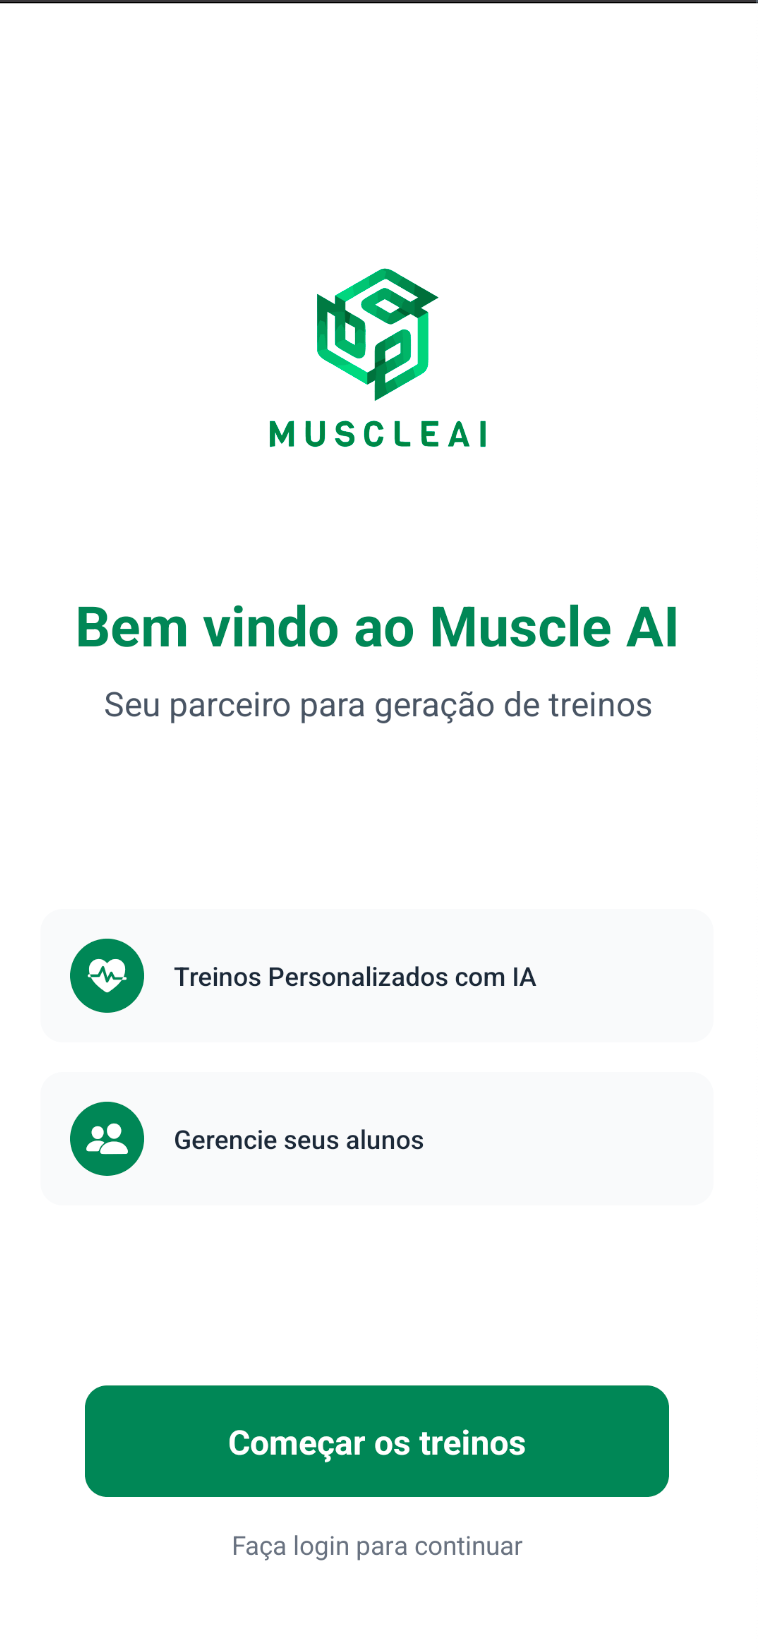 MUSCLEAI
Bem vindo ao Muscle AI
Seu parceiro para geração de treinos
Treinos Personalizados com IA
Gerencie seus alunos
Começar os treinos
Faça login para continuar